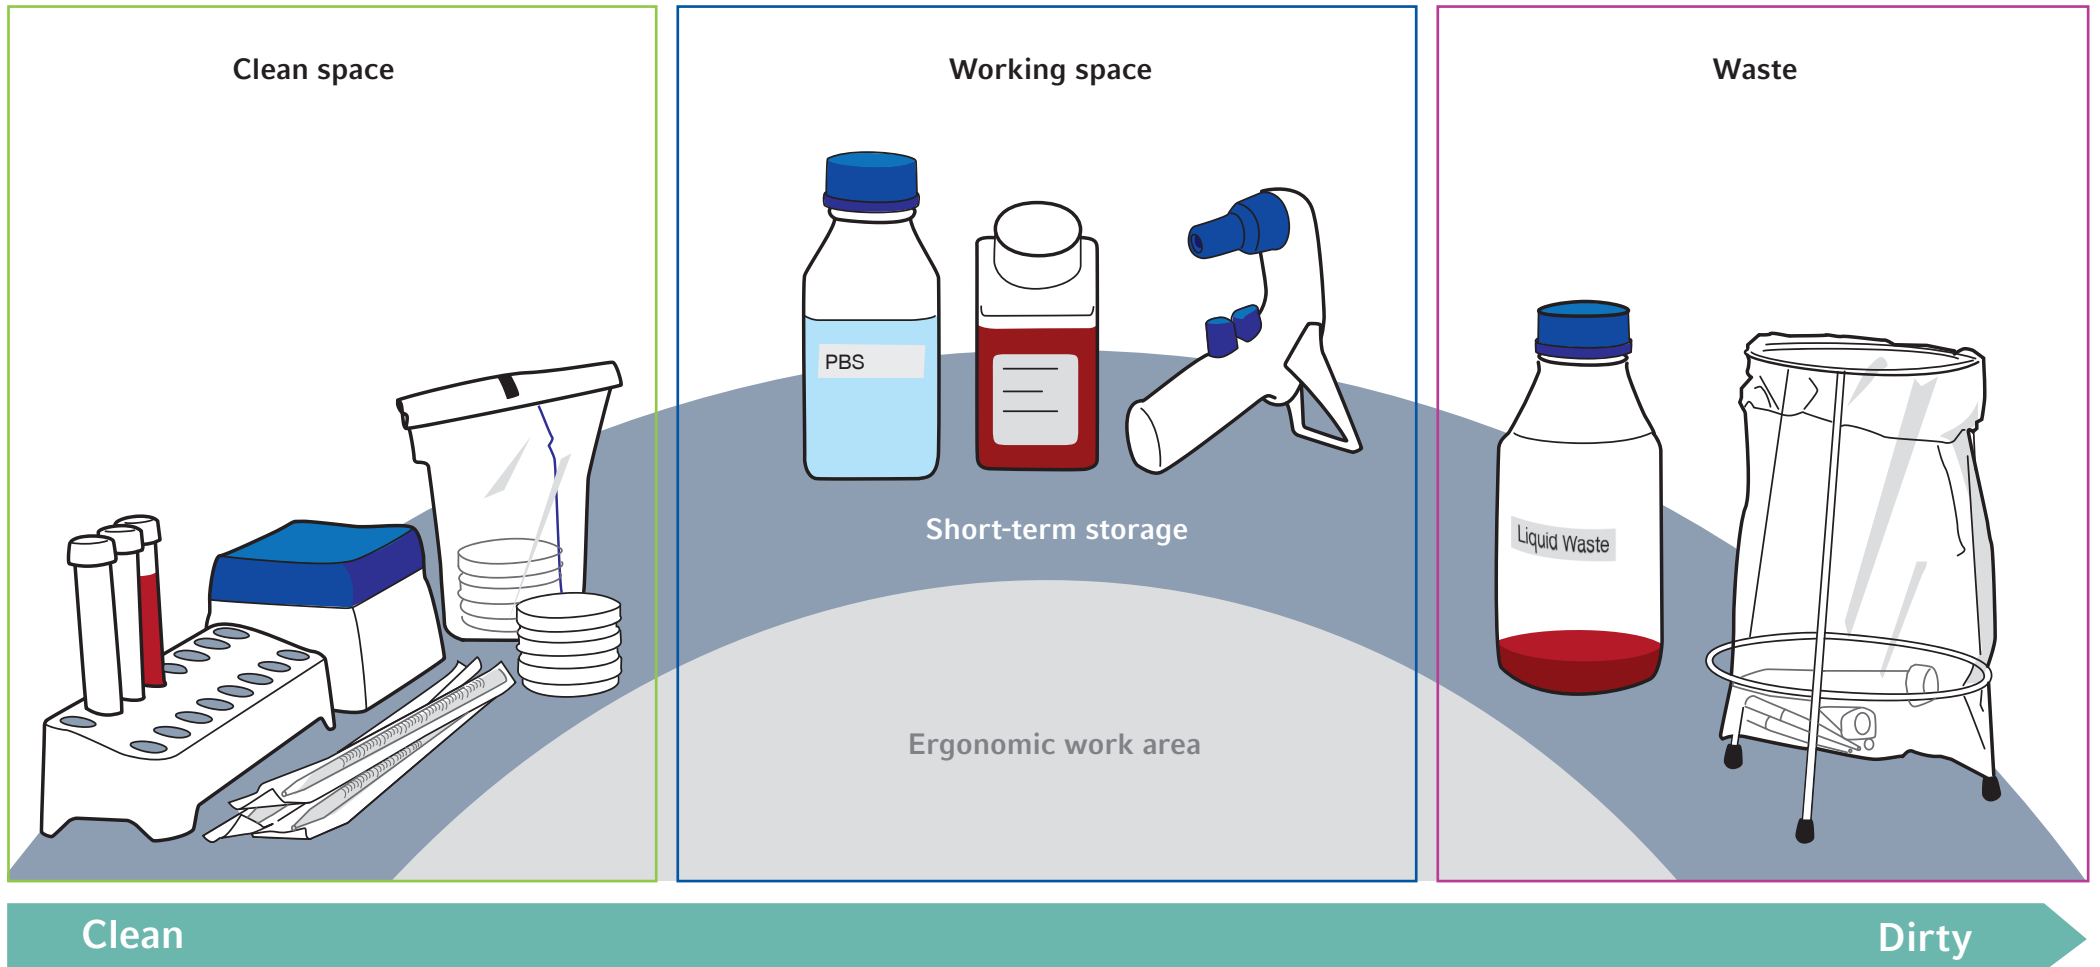 Clean space
Working space
Waste
PBS
Liquid Waste
Short-term storage
Ergonomic work area
Clean
Dirty